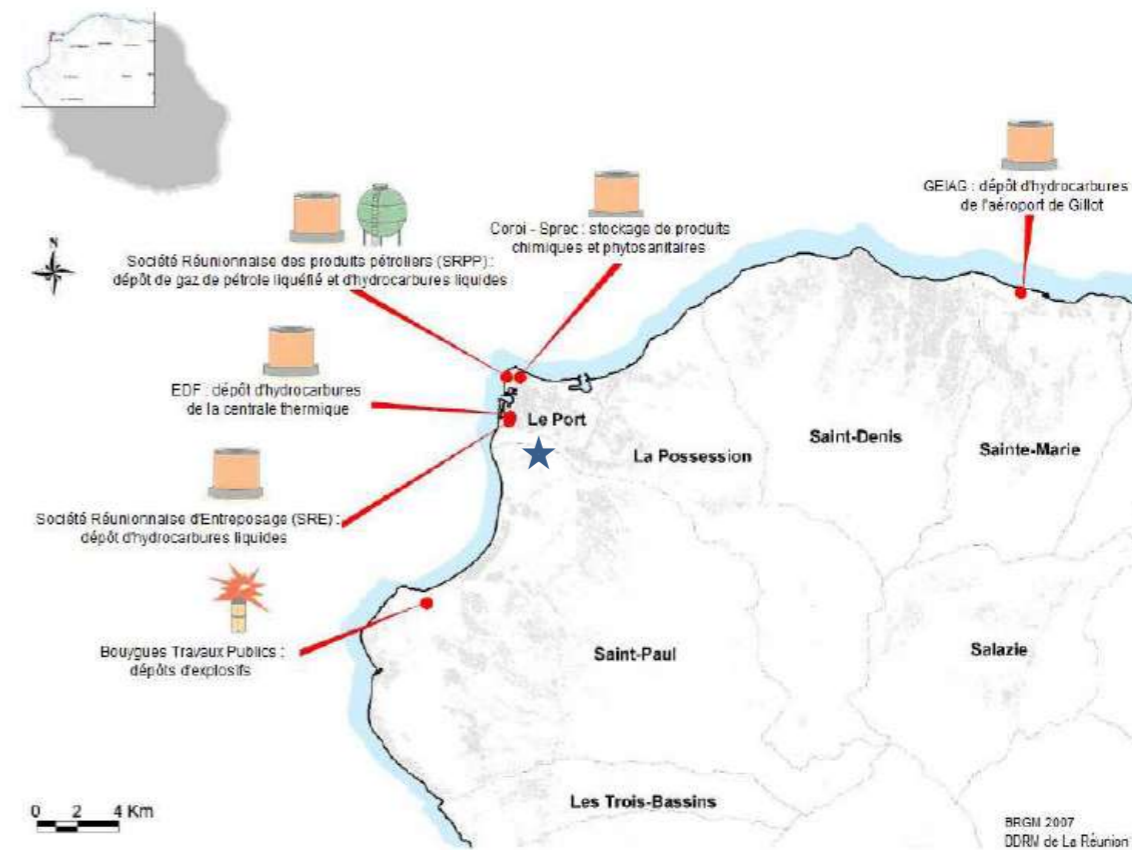 GEIAG : dépôt d'hydrocarbures
de l'aéroport de Gillot
Coroi - Sprec : stockage de produits
chimiques et phytosanitaires
N
Société Réunionnaise des produits pétroliers (SRPP) :
dépôt de gaz de pétrole liquéfié et d'hydrocarbures liquides
EDF : dépôt d'hydrocarbures
de la centrale thermique
Le Port
Saint-Denis
Sainte-Marie
La Possession
Société Réunionnaise d'Entreposage (SRE) :
dépôt d'hydrocarbures liquides
Bouygues Travaux Publics :
dépôts d'explosifs
Saint-Paul
Salazie
Les Trois-Bassins
0 2 4 Km
BRGM 2007
DDRM de La Réunion